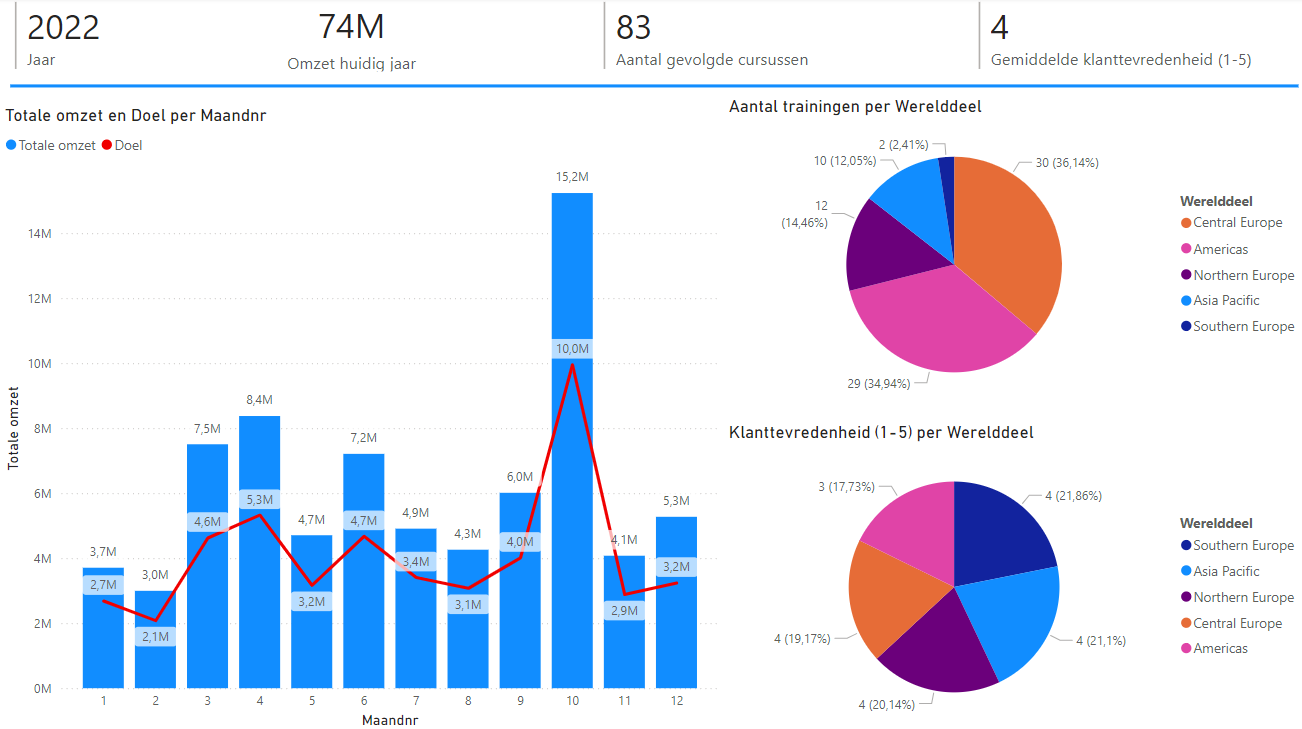 2022
Jaar
74M
Omzet huidig jaar
83
Aantal gevolgde cursussen
4
Gemiddelde klanttevredenheid (1-5)
Totale omzet en Doel per Maandnr
Totale omzet
Doel
Totale omzet
14M
12M
10M
8M
6M
4M
2M
0M
3,7M
3,0M
7,5M
8,4M
4,7M
7,2M
4,9M
4,3M
6,0M
15,2M
4,1M
5,3M
2,7M
2,1M
4,6M
5,3M
3,2M
4,7M
3,4M
3,1M
4,0M
10,0M
2,9M
3,2M
1 2 3 4 5 6 7 8 9 10 11 12
Maandnr
Aantal trainingen per Werelddeel
2 (2,41%)
10 (12,05%)
12
(14,46%)
30 (36,14%)
29 (34,94%)
Werelddeel
Central Europe
Americas
Northern Europe
Asia Pacific
Southern Europe
Klanttevredenheid (1-5) per Werelddeel
3 (17,73%)
4 (21,86%)
4 (19,17%)
4 (21,1%)
4 (20,14%)
Werelddeel
Southern Europe
Asia Pacific
Northern Europe
Central Europe
Americas